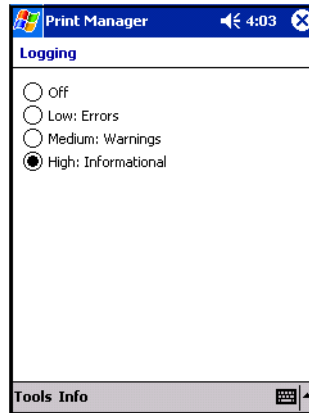 Print Manager 4:03
Logging
Off
Low: Errors
Medium: Warnings
High: Informational
Tools Info